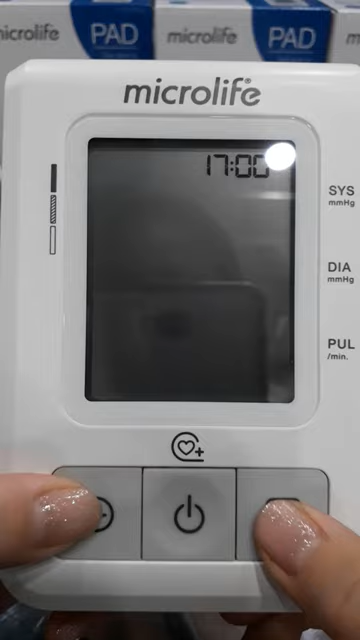 microlife
PAD
microlife
PAD
microlife®
17:00
SYS
mmHg
DIA
mmHg
PUL
/min.